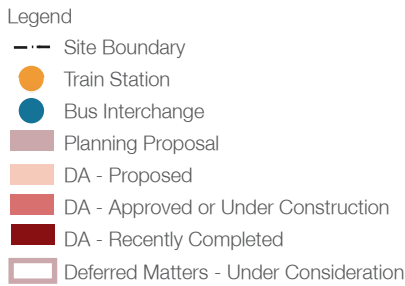 Legend
Site Boundary
Train Station
Bus Interchange
Planning Proposal
DA - Proposed
DA - Approved or Under Construction
DA - Recently Completed
Deferred Matters - Under Consideration